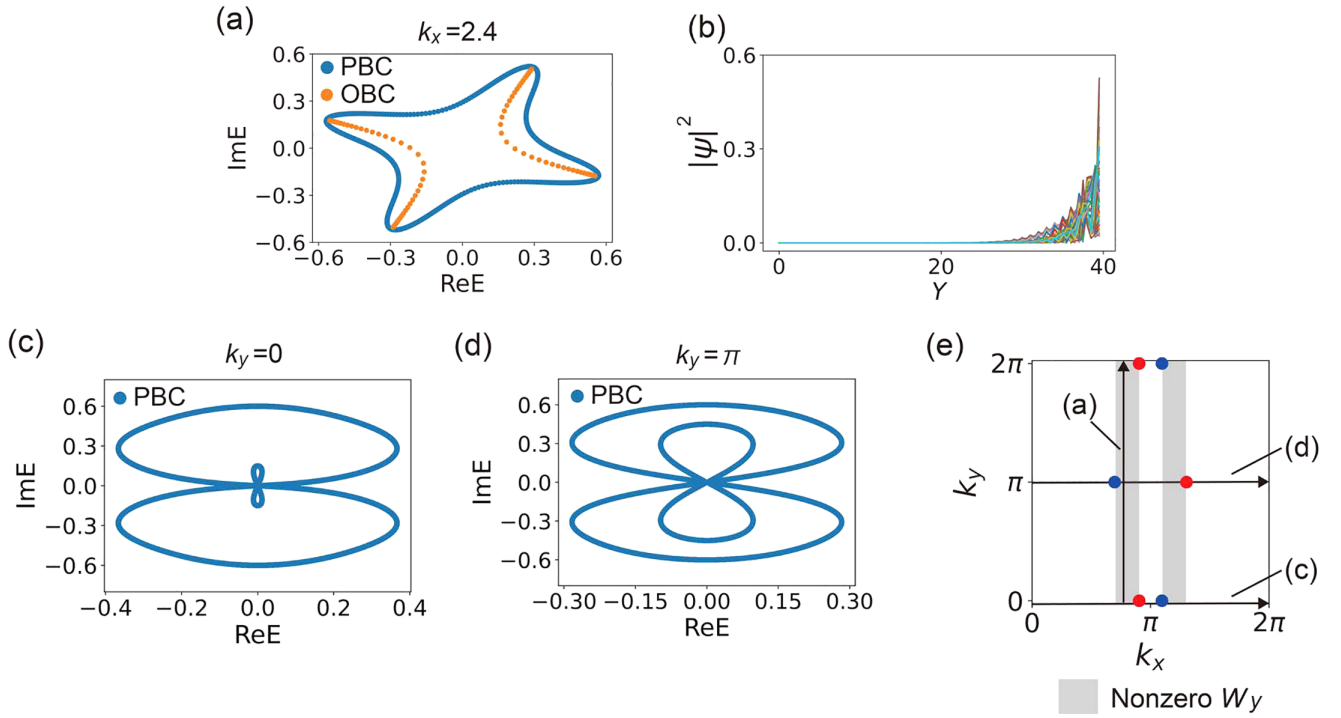 (a)
kₓ=2.4
PBC
OBC
0.6
0.3
0.0
−0.3
−0.6
ImE
−0.6 −0.3 0.0 0.3 0.6
ReE
(b)
0.6
0.3
0.0
|ψ|²
0 20 40
Y
(c)
k_y=0
PBC
0.6
0.3
0.0
−0.3
−0.6
ImE
−0.4 −0.2 0.0 0.2 0.4
ReE
(d)
k_y=π
PBC
0.6
0.3
0.0
−0.3
−0.6
ImE
−0.30 −0.15 0.00 0.15 0.30
ReE
(e)
2π
π
0
k_y
(a)
(d)
(c)
0 π 2π
kₓ
Nonzero W_y